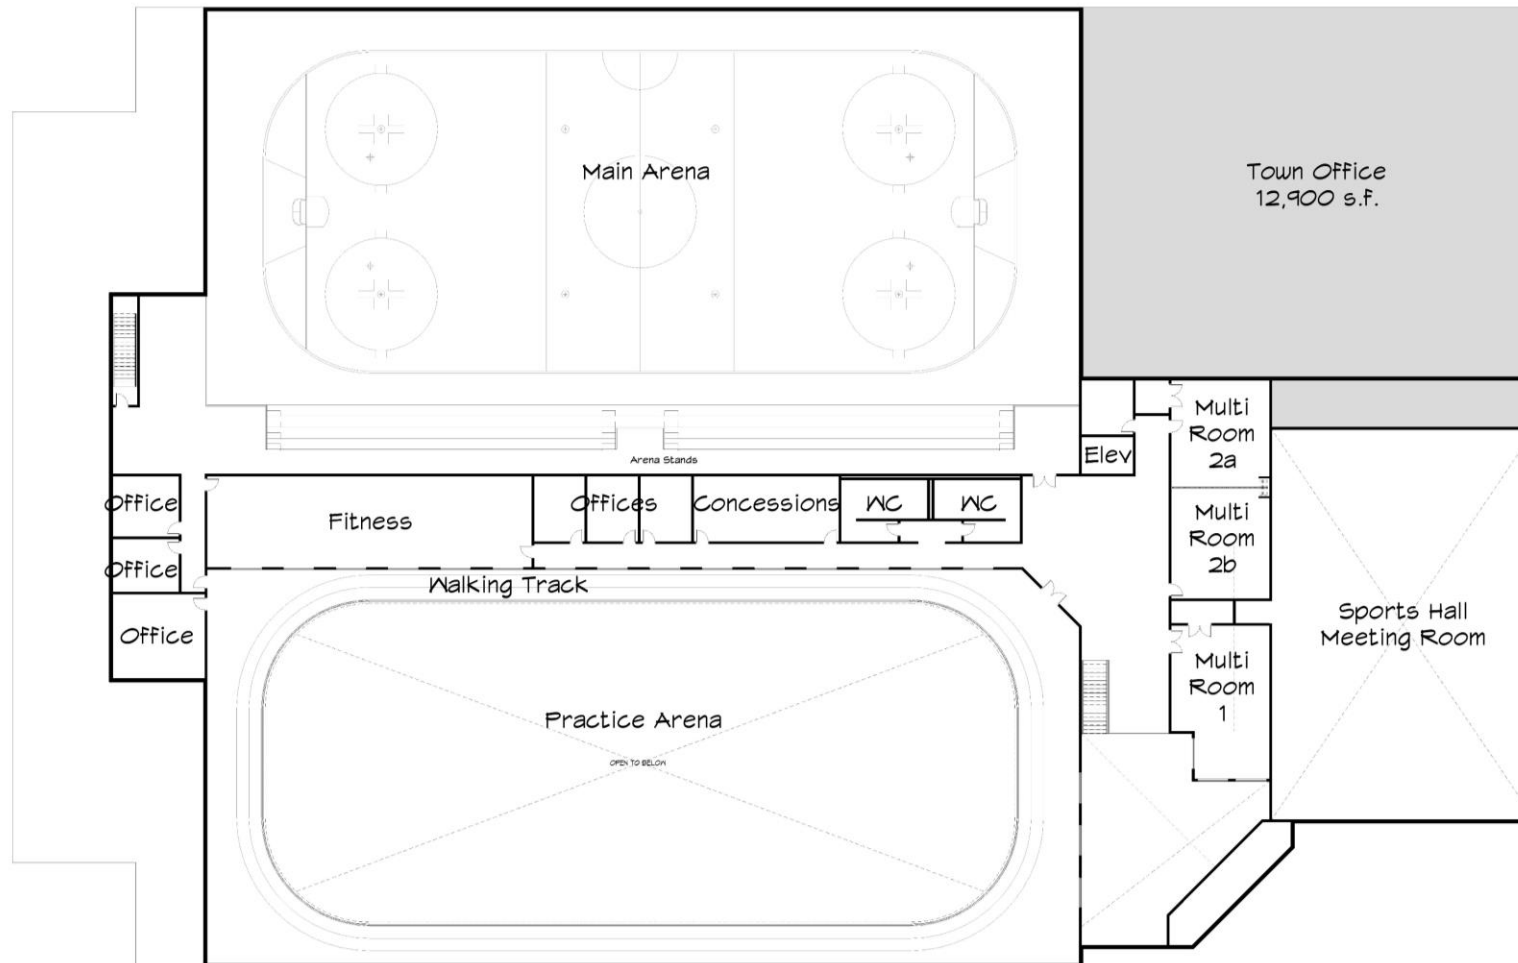 Main Arena
Town Office
12,900 s.f.
Arena Stands
Elev
Multi
Room
2a
Office
Fitness
Offices
Concessions
WC
WC
Multi
Room
2b
Office
Walking Track
Office
Sports Hall
Meeting Room
Multi
Room
1
Practice Arena
OPEN TO BELOW